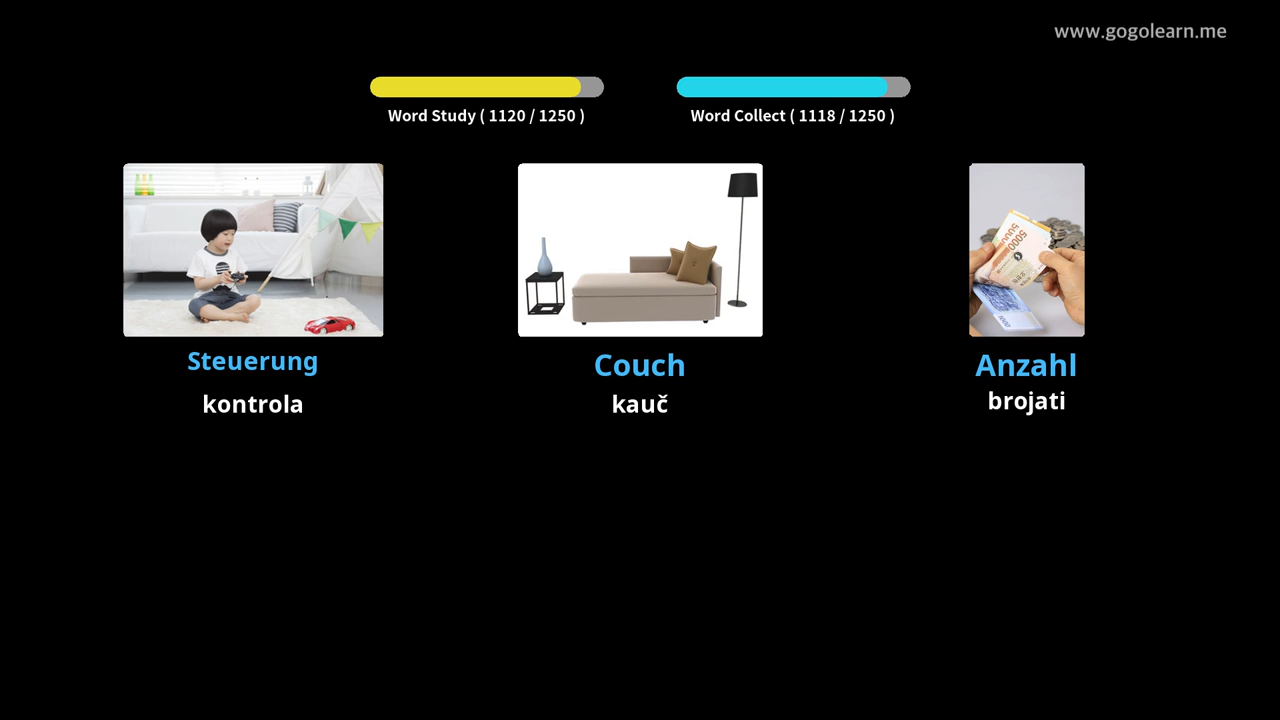 www.gogolearn.me
Word Study ( 1120 / 1250 )
Word Collect ( 1118 / 1250 )
Steuerung
Couch
Anzahl
kontrola
kauč
brojati